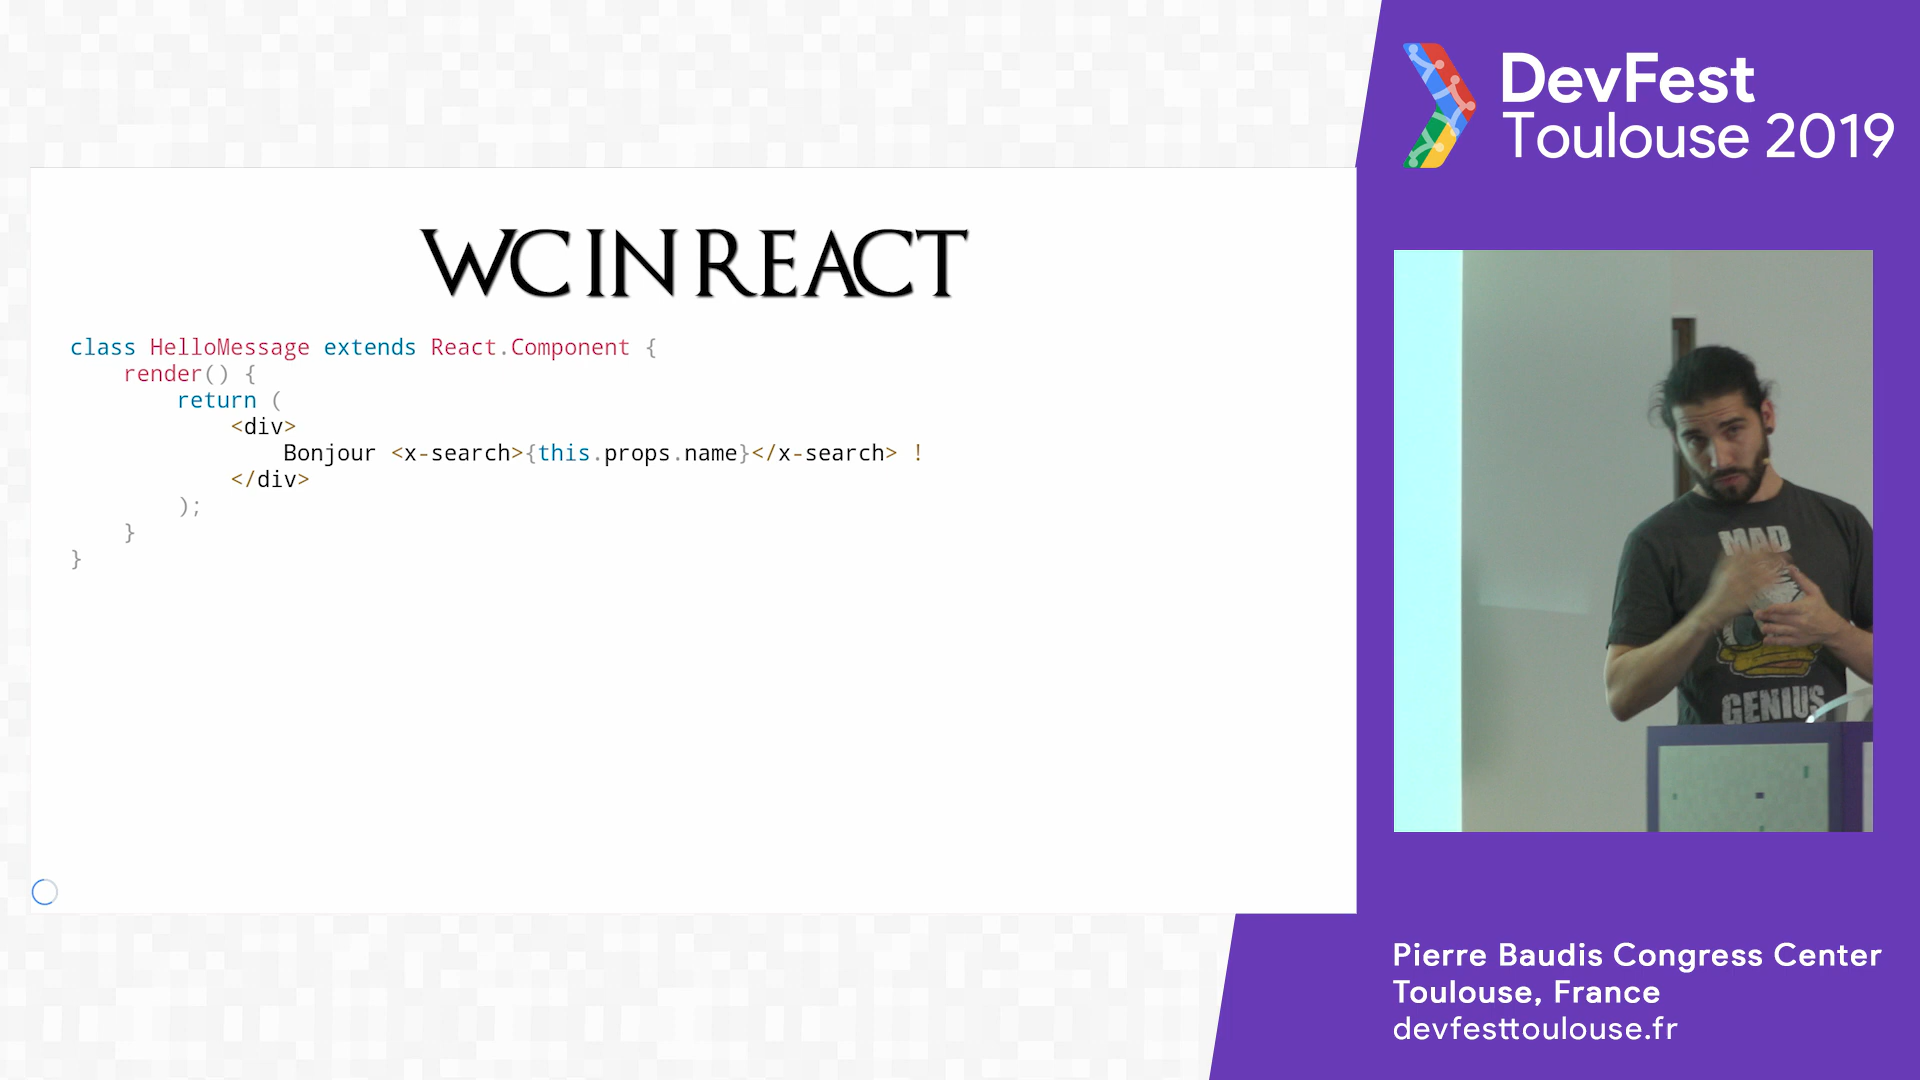 DevFest
Toulouse 2019
WC IN REACT
class HelloMessage extends React.Component {
    render() {
        return (
            <div>
                Bonjour <x-search>{this.props.name}</x-search> !
            </div>
        );
    }
}
MAD
GENIUS
Pierre Baudis Congress Center
Toulouse, France
devfesttoulouse.fr